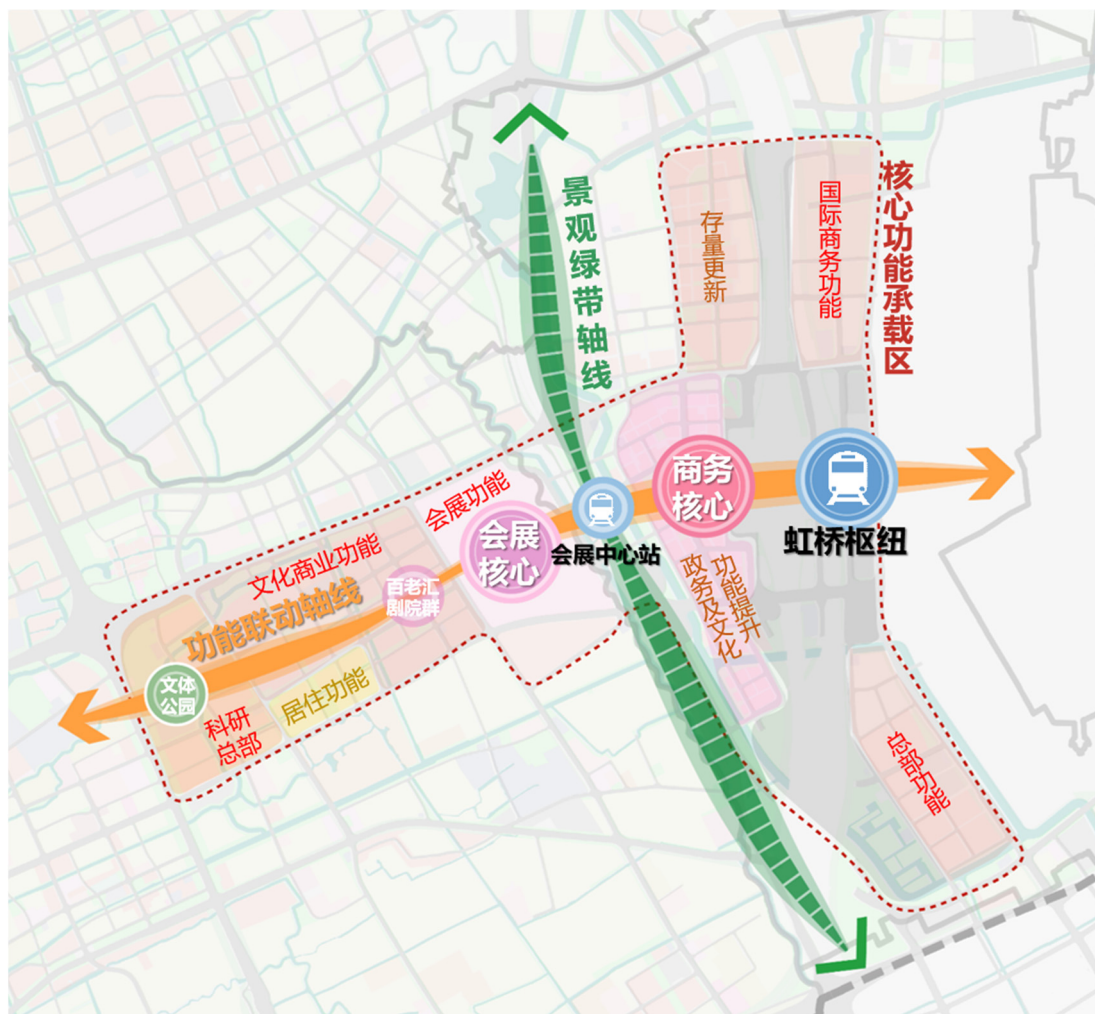 景观绿带轴线
核心功能承载区
国际商务功能
存量更新
商务
核心
虹桥枢纽
会展功能
会展
核心
会展中心站
文化商业功能
百老汇
剧院群
功能联动轴线
功能提升
政务及文化
文体
公园
居住功能
科研
总部
总部功能